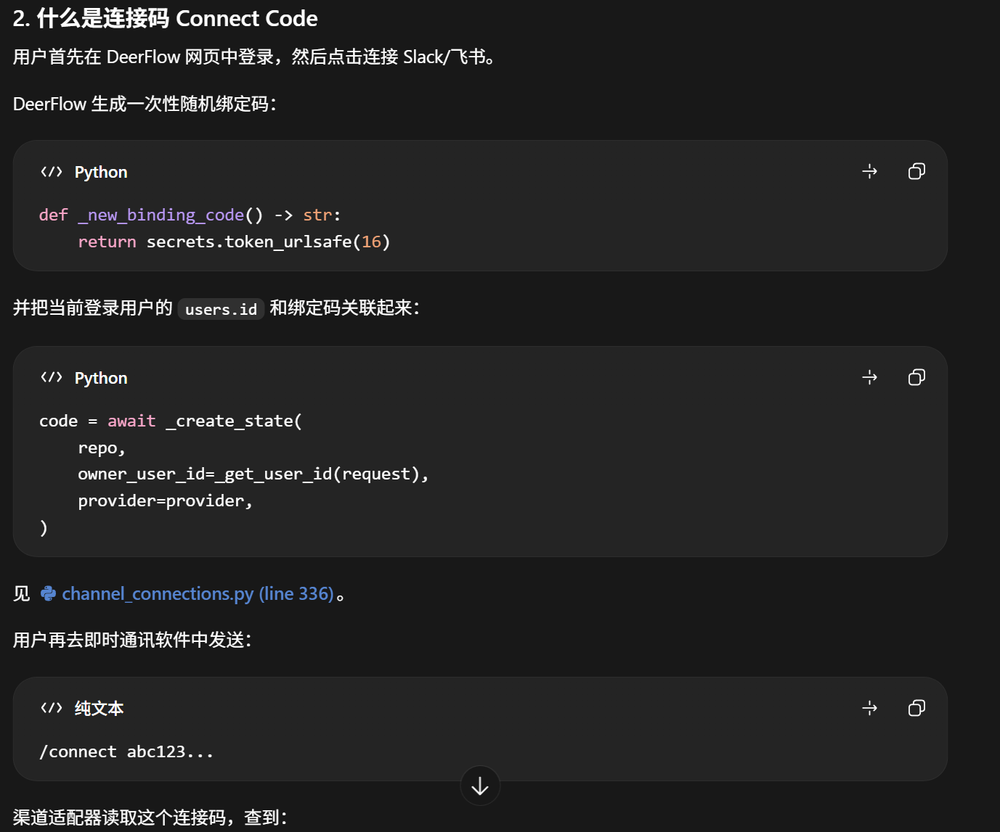 2. 什么是连接码 Connect Code
用户首先在 DeerFlow 网页中登录，然后点击连接 Slack/飞书。
DeerFlow 生成一次性随机绑定码：
</> Python
def _new_binding_code() -> str:
    return secrets.token_urlsafe(16)
并把当前登录用户的 users.id 和绑定码关联起来：
</> Python
code = await _create_state(
    repo,
    owner_user_id=_get_user_id(request),
    provider=provider,
)
见 channel_connections.py (line 336)。
用户再去即时通讯软件中发送：
</> 纯文本
/connect abc123...
渠道适配器读取这个连接码，查到：